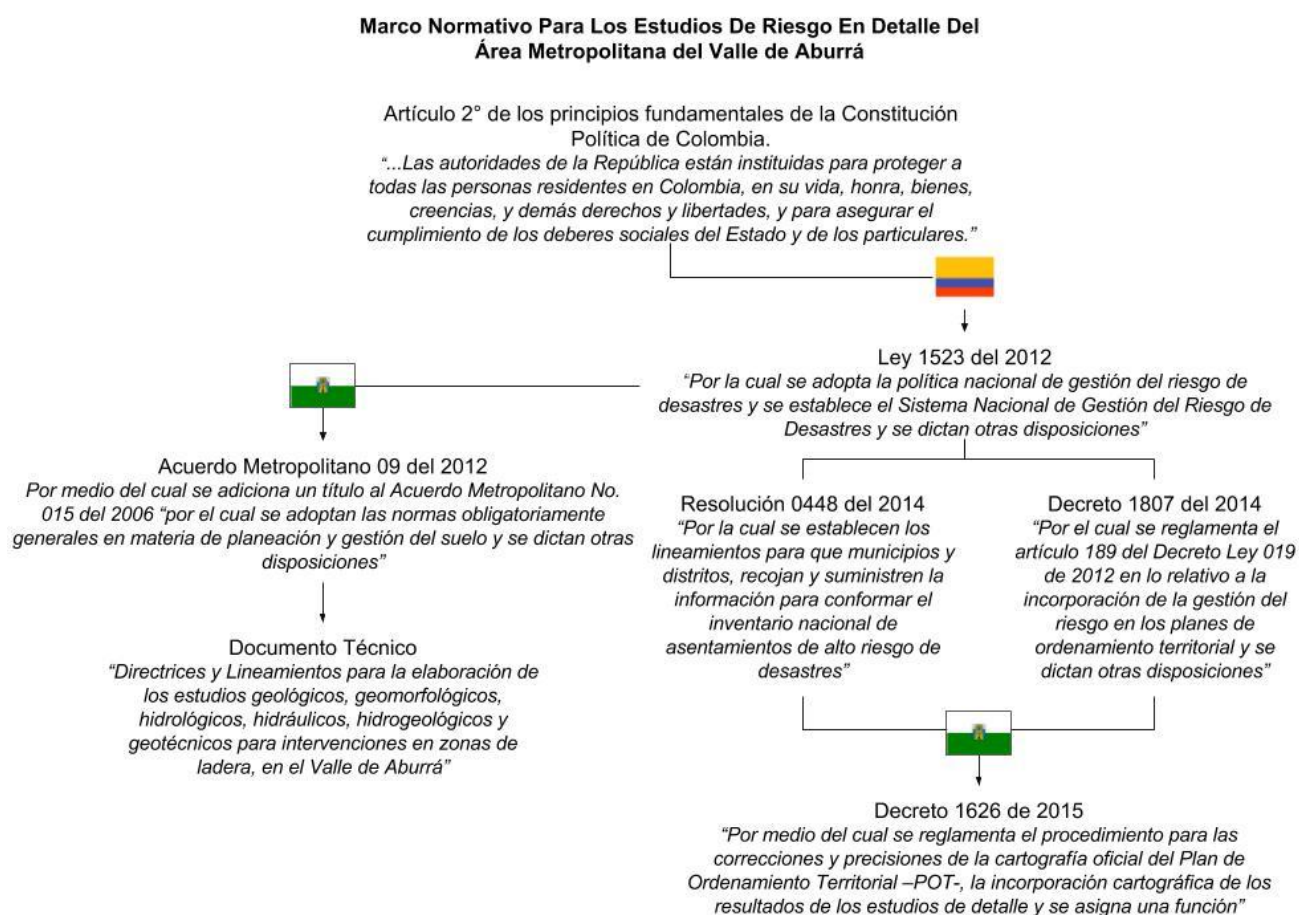 Marco Normativo Para Los Estudios De Riesgo En Detalle Del
Área Metropolitana del Valle de Aburrá
Artículo 2° de los principios fundamentales de la Constitución
Política de Colombia.
“...Las autoridades de la República están instituidas para proteger a
todas las personas residentes en Colombia, en su vida, honra, bienes,
creencias, y demás derechos y libertades, y para asegurar el
cumplimiento de los deberes sociales del Estado y de los particulares.”
Ley 1523 del 2012
“Por la cual se adopta la política nacional de gestión del riesgo de
desastres y se establece el Sistema Nacional de Gestión del Riesgo de
Desastres y se dictan otras disposiciones”
Acuerdo Metropolitano 09 del 2012
Por medio del cual se adiciona un título al Acuerdo Metropolitano No.
015 del 2006 “por el cual se adoptan las normas obligatoriamente
generales en materia de planeación y gestión del suelo y se dictan otras
disposiciones”
Documento Técnico
“Directrices y Lineamientos para la elaboración de
los estudios geológicos, geomorfológicos,
hidrológicos, hidráulicos, hidrogeológicos y
geotécnicos para intervenciones en zonas de
ladera, en el Valle de Aburrá”
Resolución 0448 del 2014
“Por la cual se establecen los
lineamientos para que municipios y
distritos, recojan y suministren la
información para conformar el
inventario nacional de
asentamientos de alto riesgo de
desastres”
Decreto 1807 del 2014
“Por el cual se reglamenta el
artículo 189 del Decreto Ley 019
de 2012 en lo relativo a la
incorporación de la gestión del
riesgo en los planes de
ordenamiento territorial y se
dictan otras disposiciones”
Decreto 1626 de 2015
“Por medio del cual se reglamenta el procedimiento para las
correcciones y precisiones de la cartografía oficial del Plan de
Ordenamiento Territorial –POT-, la incorporación cartográfica de los
resultados de los estudios de detalle y se asigna una función”